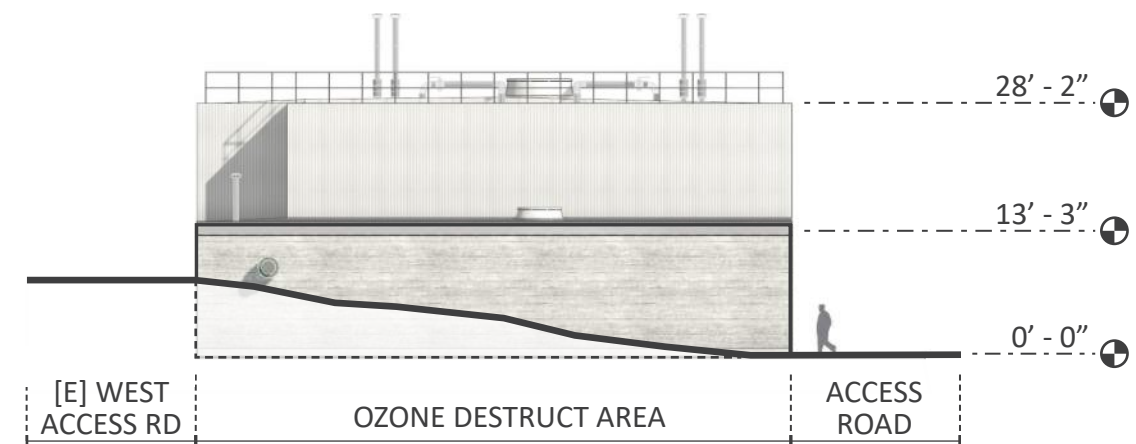 28’ - 2”
13’ - 3”
0’ - 0”
[E] WEST
ACCESS RD
OZONE DESTRUCT AREA
ACCESS
ROAD